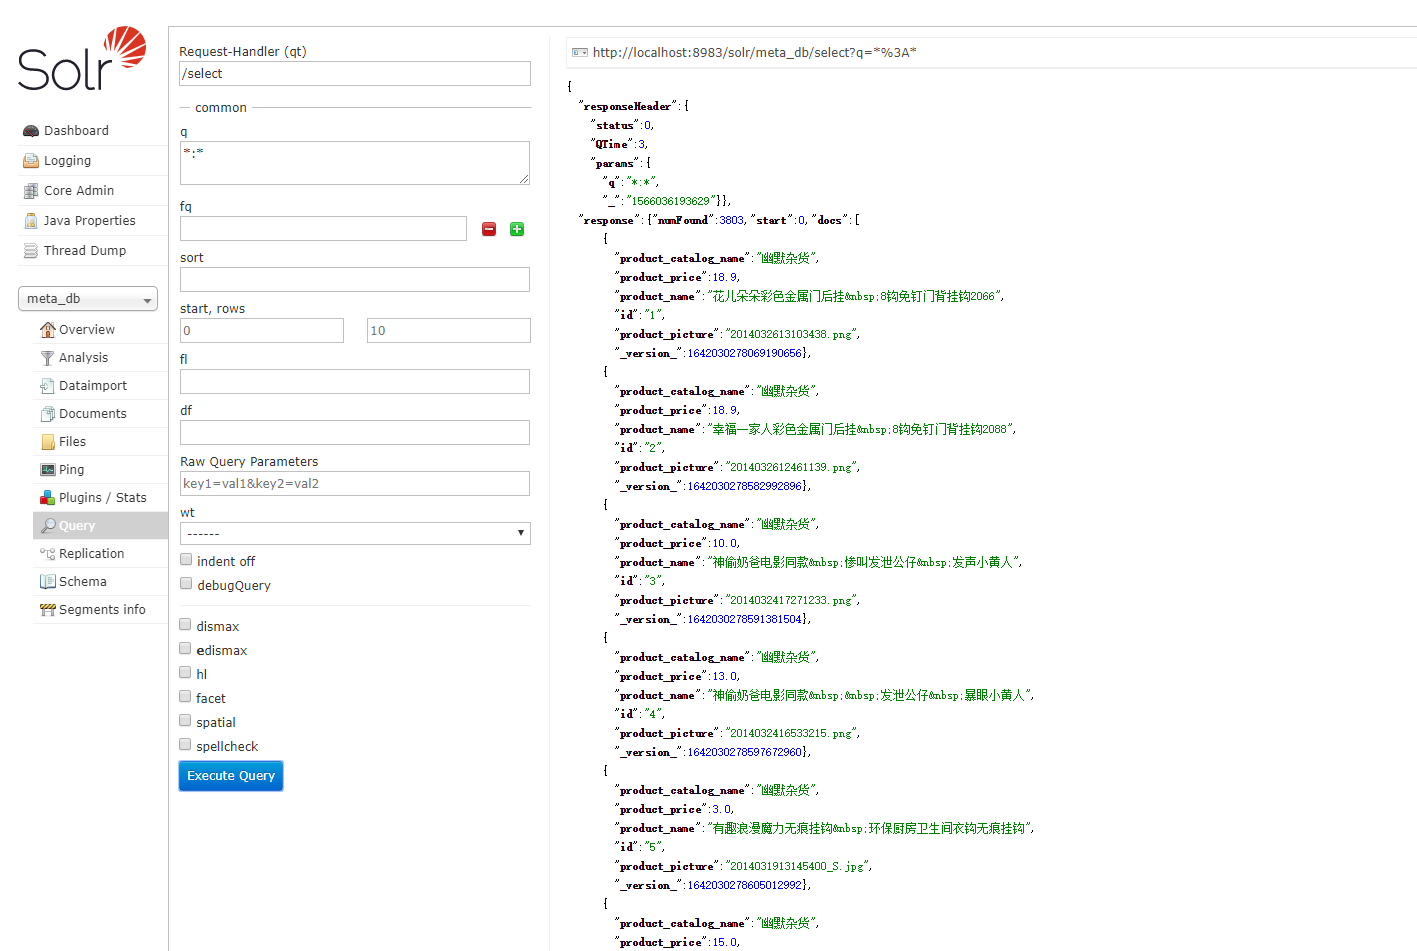 Solr
Dashboard
Logging
Core Admin
Java Properties
Thread Dump
meta_db
Overview
Analysis
Dataimport
Documents
Files
Ping
Plugins / Stats
Query
Replication
Schema
Segments info
Request-Handler (qt)
/select
common
q
*:*
fq
sort
start, rows
0 10
fl
df
Raw Query Parameters
key1=val1&key2=val2
wt
------
indent off
debugQuery
dismax
edismax
hl
facet
spatial
spellcheck
Execute Query
http://localhost:8983/solr/meta_db/select?q=*%3A*
{
"responseHeader":{
"status":0,
"QTime":3,
"params":{
"q":"*:*",
"_":"1566036193629"}},
"response":{"numFound":3803,"start":0,"docs":[
{
"product_catalog_name":"幽默杂货",
"product_price":18.9,
"product_name":"花儿朵朵彩色金属门后挂&nbsp;8钩免钉门背挂钩2066",
"id":"1",
"product_picture":"2014032613103438.png",
"_version_":1642030278069190656},
{
"product_catalog_name":"幽默杂货",
"product_price":18.9,
"product_name":"幸福一家人彩色金属门后挂&nbsp;8钩免钉门背挂钩2088",
"id":"2",
"product_picture":"2014032612461139.png",
"_version_":1642030278582992896},
{
"product_catalog_name":"幽默杂货",
"product_price":10.0,
"product_name":"神偷奶爸电影同款&nbsp;惨叫发泄公仔&nbsp;发声小黄人",
"id":"3",
"product_picture":"2014032417271233.png",
"_version_":1642030278591381504},
{
"product_catalog_name":"幽默杂货",
"product_price":13.0,
"product_name":"神偷奶爸电影同款&nbsp;&nbsp;发泄公仔&nbsp;暴眼小黄人",
"id":"4",
"product_picture":"2014032416533215.png",
"_version_":1642030278597672960},
{
"product_catalog_name":"幽默杂货",
"product_price":3.0,
"product_name":"有趣浪漫魔力无痕挂钩&nbsp;环保厨房卫生间衣钩无痕挂钩",
"id":"5",
"product_picture":"2014031913145400_S.jpg",
"_version_":1642030278605012992},
{
"product_catalog_name":"幽默杂货",
"product_price":15.0,